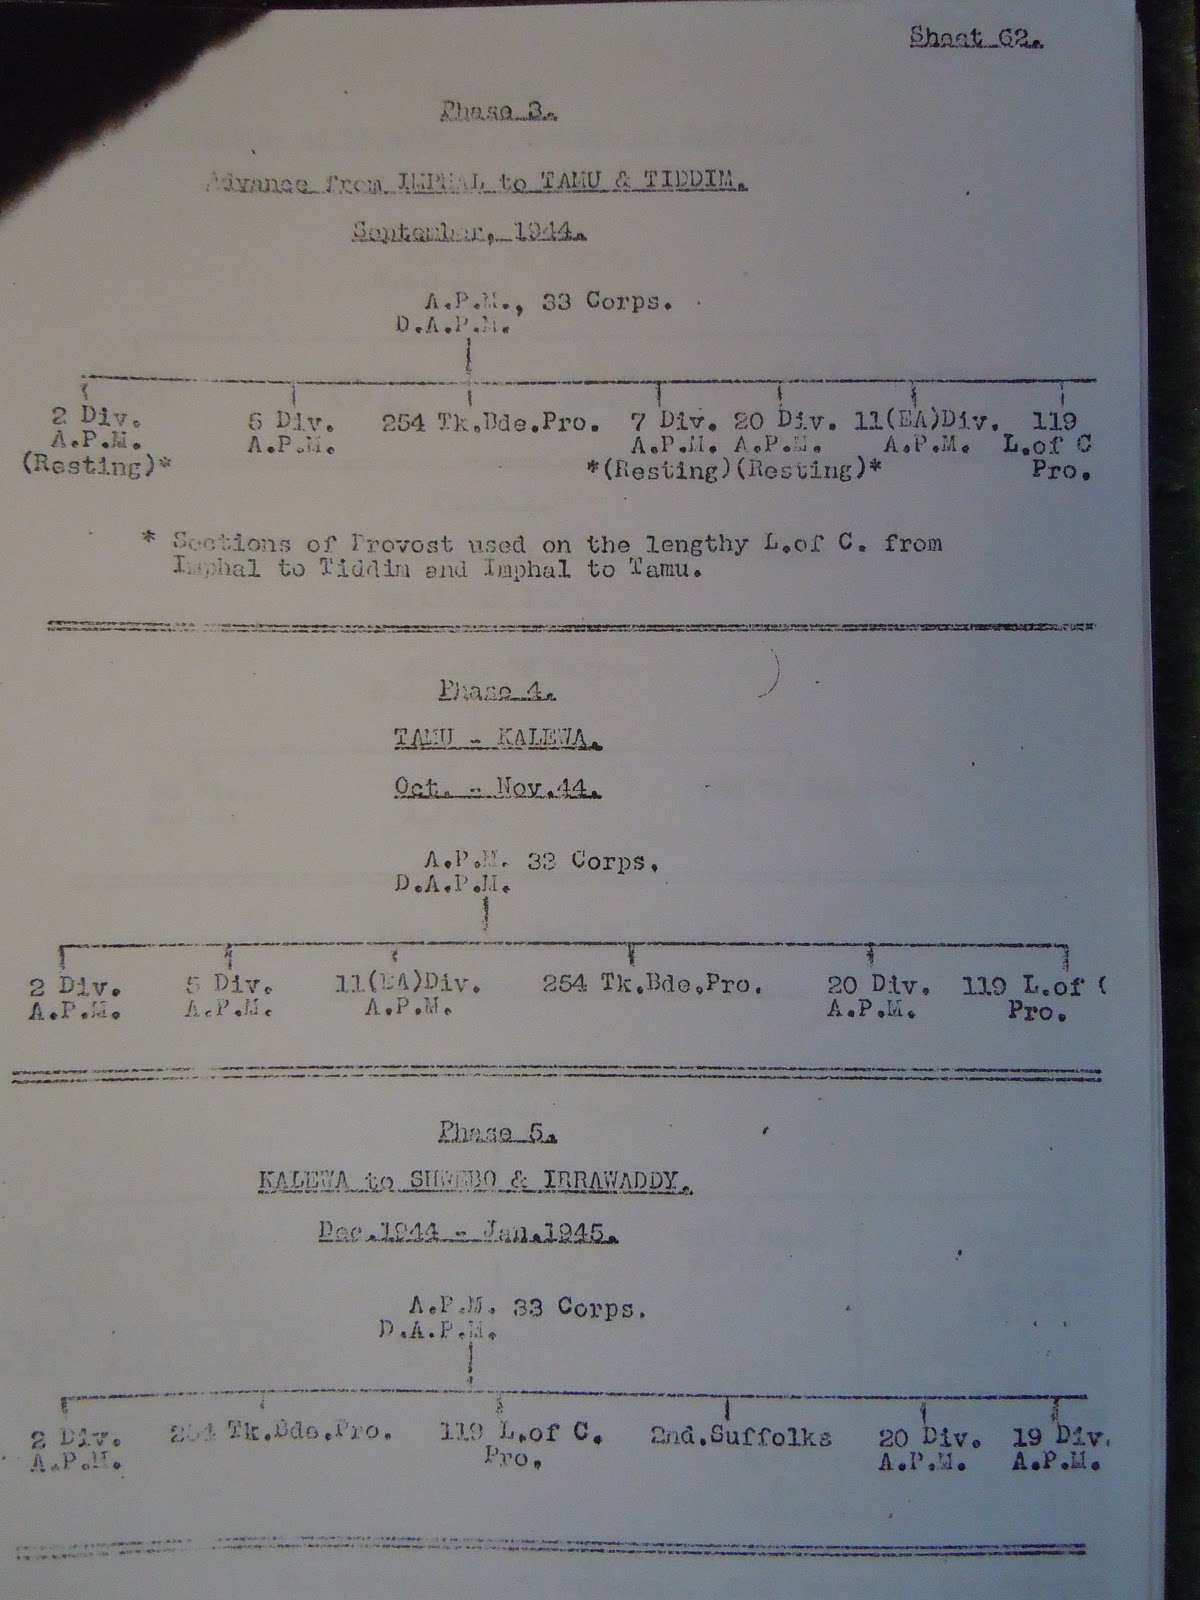 Sheet 62.
Phase 3.
Advance from IMPHAL to TAMU & TIDDIM.
September, 1944.
A.P.M., 33 Corps.
D.A.P.M.
2 Div. 5 Div. 254 Tk.Bde.Pro. 7 Div. 20 Div. 11(EA)Div. 119
A.P.M. A.P.M. A.P.M. A.P.M. A.P.M. L.of C
(Resting)* *(Resting)(Resting)* Pro.
* Sections of Provost used on the lengthy L.of C. from
Imphal to Tiddim and Imphal to Tamu.
Phase 4.
TAMU - KALEWA.
Oct. - Nov.44.
A.P.M. 33 Corps.
D.A.P.M.
2 Div. 5 Div. 11(EA)Div. 254 Tk.Bde.Pro. 20 Div. 119 L.of (
A.P.M. A.P.M. A.P.M. A.P.M. Pro.
Phase 5.
KALEWA to SHWEBO & IRRAWADDY.
Dec.1944 - Jan.1945.
A.P.M. 33 Corps.
D.A.P.M.
2 Div. 254 Tk.Bde.Pro. 119 L.of C. 2nd.Suffolks 20 Div. 19 Div.
A.P.M. Pro. A.P.M. A.P.M.